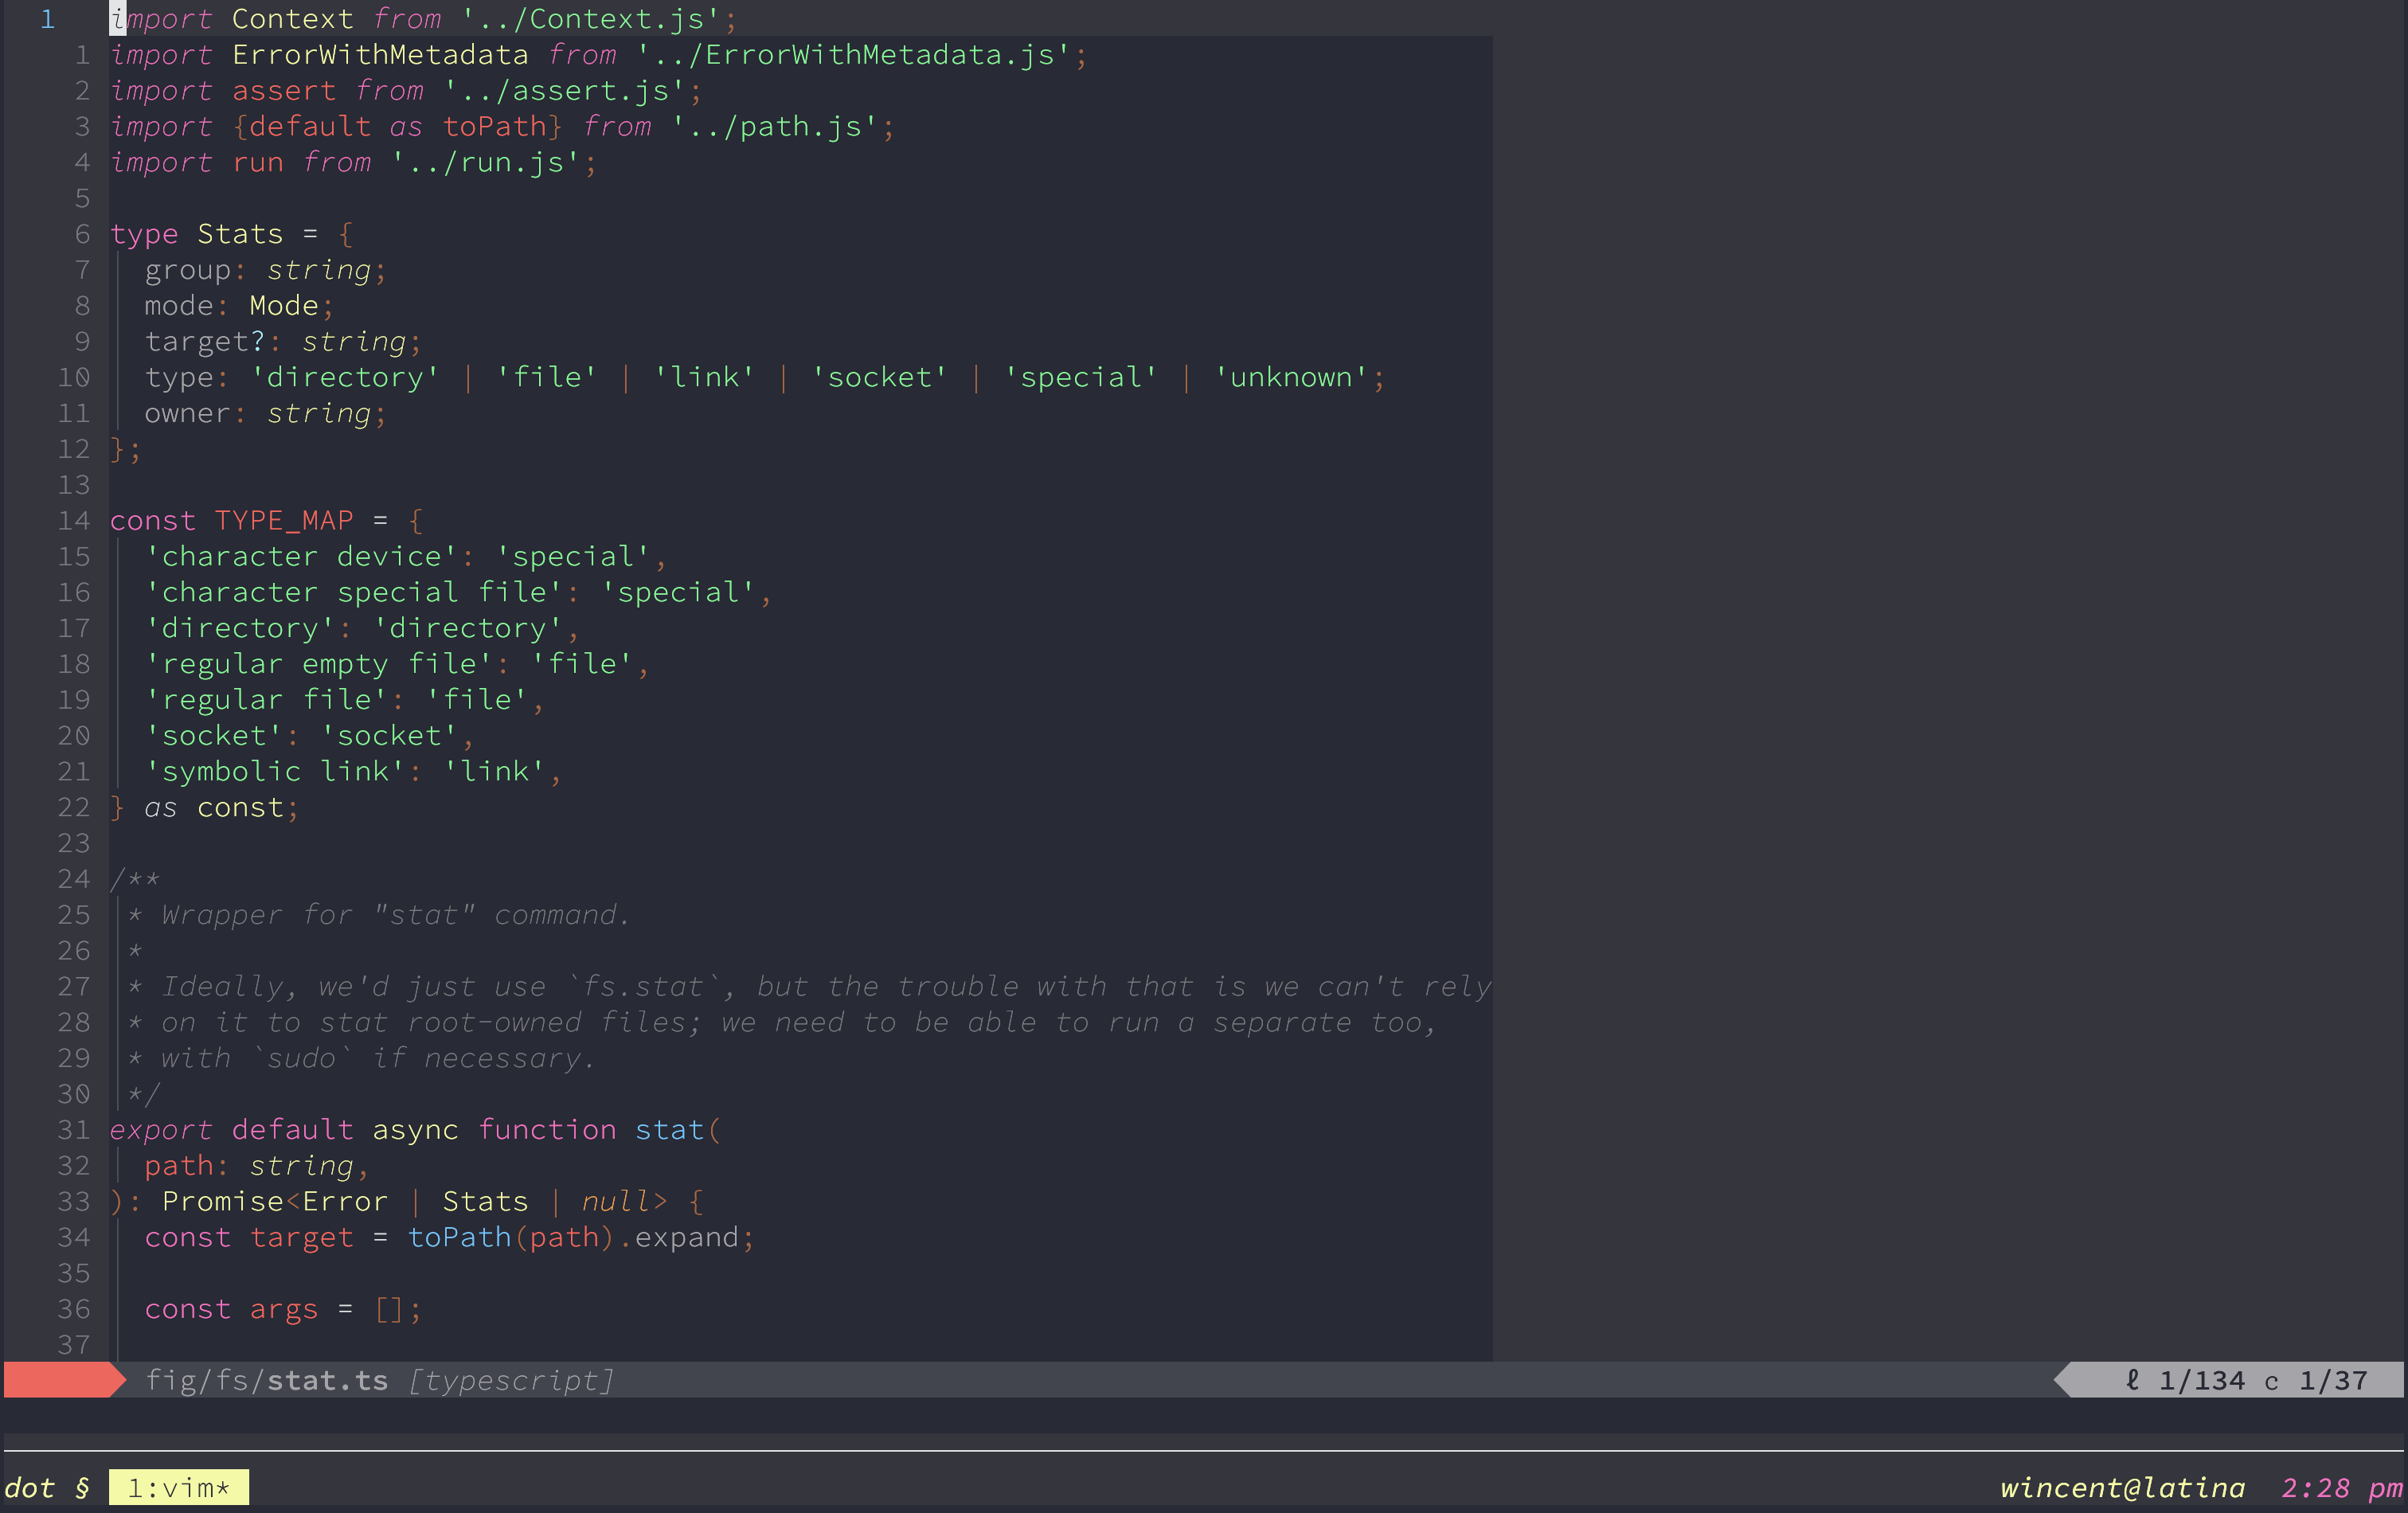 1 import Context from '../Context.js';
1 import ErrorWithMetadata from '../ErrorWithMetadata.js';
2 import assert from '../assert.js';
3 import {default as toPath} from '../path.js';
4 import run from '../run.js';
5
6 type Stats = {
7   group: string;
8   mode: Mode;
9   target?: string;
10   type: 'directory' | 'file' | 'link' | 'socket' | 'special' | 'unknown';
11   owner: string;
12 };
13
14 const TYPE_MAP = {
15   'character device': 'special',
16   'character special file': 'special',
17   'directory': 'directory',
18   'regular empty file': 'file',
19   'regular file': 'file',
20   'socket': 'socket',
21   'symbolic link': 'link',
22 } as const;
23
24 /**
25  * Wrapper for "stat" command.
26  *
27  * Ideally, we'd just use `fs.stat`, but the trouble with that is we can't rely
28  * on it to stat root-owned files; we need to be able to run a separate too,
29  * with `sudo` if necessary.
30  */
31 export default async function stat(
32   path: string,
33 ): Promise<Error | Stats | null> {
34   const target = toPath(path).expand;
35
36   const args = [];
37
fig/fs/stat.ts [typescript] ℓ 1/134 c 1/37
dot § 1:vim* wincent@latina 2:28 pm